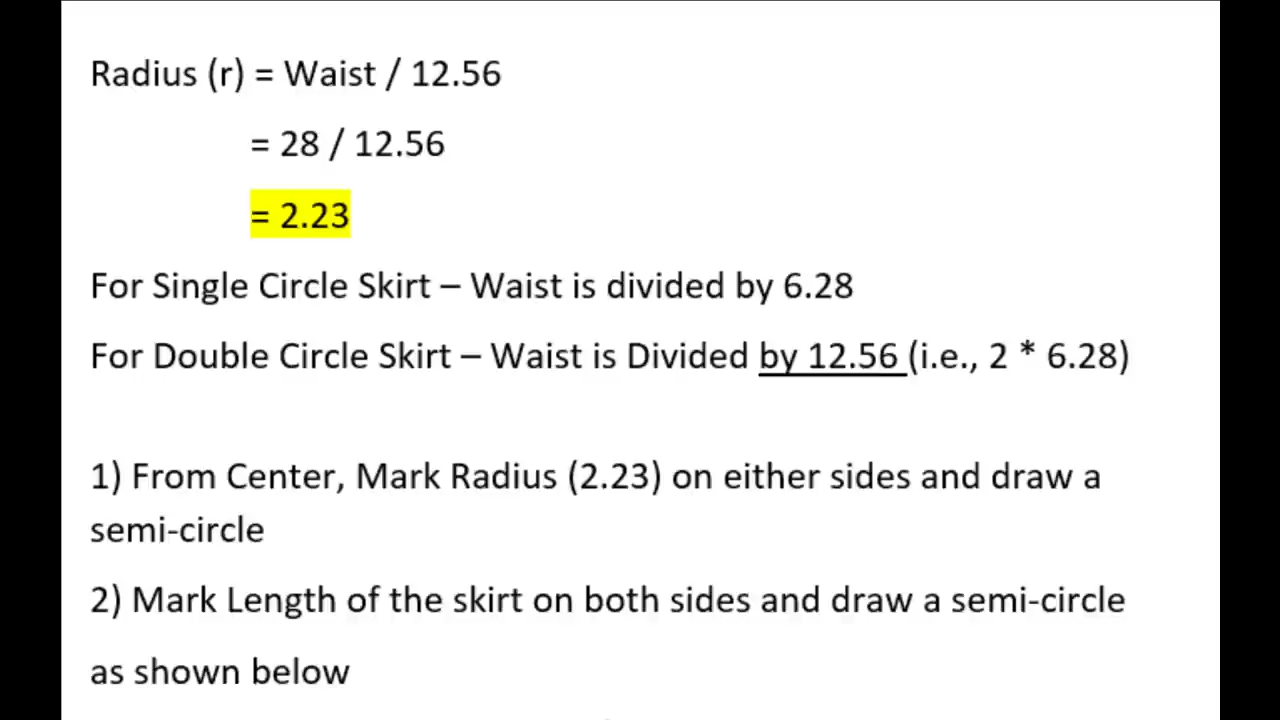 Radius (r) = Waist / 12.56
= 28 / 12.56
= 2.23
For Single Circle Skirt – Waist is divided by 6.28
For Double Circle Skirt – Waist is Divided by 12.56 (i.e., 2 * 6.28)
1) From Center, Mark Radius (2.23) on either sides and draw a
semi-circle
2) Mark Length of the skirt on both sides and draw a semi-circle
as shown below